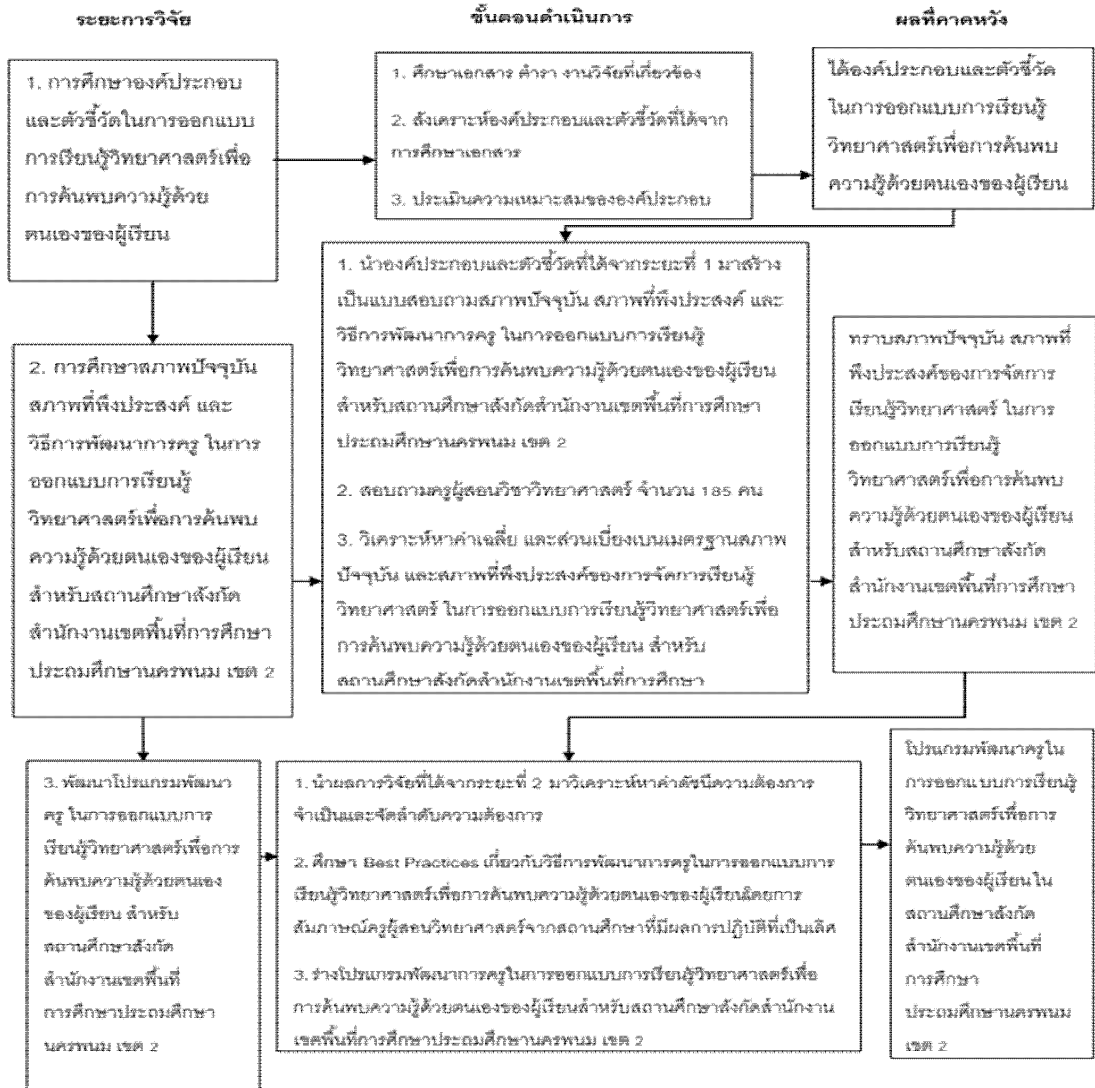 ระยะการวิจัย
ขั้นตอนดำเนินการ
ผลที่คาดหวัง
1. การศึกษาองค์ประกอบ
และตัวชี้วัดในการออกแบบ
การเรียนรู้วิทยาศาสตร์เพื่อ
การค้นพบความรู้ด้วย
ตนเองของผู้เรียน
1. ศึกษาเอกสาร ตำรา งานวิจัยที่เกี่ยวข้อง
2. สังเคราะห์องค์ประกอบและตัวชี้วัดที่ได้จาก
การศึกษาเอกสาร
3. ประเมินความเหมาะสมขององค์ประกอบ
ได้องค์ประกอบและตัวชี้วัด
ในการออกแบบการเรียนรู้
วิทยาศาสตร์เพื่อการค้นพบ
ความรู้ด้วยตนเองของผู้เรียน
2. การศึกษาสภาพปัจจุบัน
สภาพที่พึงประสงค์ และ
วิธีการพัฒนาการครู ในการ
ออกแบบการเรียนรู้
วิทยาศาสตร์เพื่อการค้นพบ
ความรู้ด้วยตนเองของผู้เรียน
สำหรับสถานศึกษาสังกัด
สำนักงานเขตพื้นที่การศึกษา
ประถมศึกษานครพนม เขต 2
1. นำองค์ประกอบและตัวชี้วัดที่ได้จากระยะที่ 1 มาสร้าง
เป็นแบบสอบถามสภาพปัจจุบัน สภาพที่พึงประสงค์ และ
วิธีการพัฒนาการครู ในการออกแบบการเรียนรู้
วิทยาศาสตร์เพื่อการค้นพบความรู้ด้วยตนเองของผู้เรียน
สำหรับสถานศึกษาสังกัดสำนักงานเขตพื้นที่การศึกษา
ประถมศึกษานครพนม เขต 2
2. สอบถามครูผู้สอนวิชาวิทยาศาสตร์ จำนวน 185 คน
3. วิเคราะห์หาค่าเฉลี่ย และส่วนเบี่ยงเบนมาตรฐานสภาพ
ปัจจุบัน และสภาพที่พึงประสงค์ของการจัดการเรียนรู้
วิทยาศาสตร์ ในการออกแบบการเรียนรู้วิทยาศาสตร์เพื่อ
การค้นพบความรู้ด้วยตนเองของผู้เรียน สำหรับ
สถานศึกษาสังกัดสำนักงานเขตพื้นที่การศึกษา
ทราบสภาพปัจจุบัน สภาพที่
พึงประสงค์ของการจัดการ
เรียนรู้วิทยาศาสตร์ ในการ
ออกแบบการเรียนรู้
วิทยาศาสตร์เพื่อการค้นพบ
ความรู้ด้วยตนเองของผู้เรียน
สำหรับสถานศึกษาสังกัด
สำนักงานเขตพื้นที่การศึกษา
ประถมศึกษานครพนม เขต 2
3. พัฒนาโปรแกรมพัฒนา
ครู ในการออกแบบการ
เรียนรู้วิทยาศาสตร์เพื่อการ
ค้นพบความรู้ด้วยตนเอง
ของผู้เรียน สำหรับ
สถานศึกษาสังกัด
สำนักงานเขตพื้นที่
การศึกษาประถมศึกษา
นครพนม เขต 2
1. นำผลการวิจัยที่ได้จากระยะที่ 2 มาวิเคราะห์หาค่าดัชนีความต้องการ
จำเป็นและจัดลำดับความต้องการ
2. ศึกษา Best Practices เกี่ยวกับวิธีการพัฒนาการครูในการออกแบบการ
เรียนรู้วิทยาศาสตร์เพื่อการค้นพบความรู้ด้วยตนเองของผู้เรียนโดยการ
สัมภาษณ์ครูผู้สอนวิทยาศาสตร์จากสถานศึกษาที่มีผลการปฏิบัติที่เป็นเลิศ
3. ร่างโปรแกรมพัฒนาการครูในการออกแบบการเรียนรู้วิทยาศาสตร์เพื่อ
การค้นพบความรู้ด้วยตนเองของผู้เรียนสำหรับสถานศึกษาสังกัดสำนักงาน
เขตพื้นที่การศึกษาประถมศึกษานครพนม เขต 2
โปรแกรมพัฒนาครูใน
การออกแบบการเรียนรู้
วิทยาศาสตร์เพื่อการ
ค้นพบความรู้ด้วย
ตนเองของผู้เรียนใน
สถานศึกษาสังกัด
สำนักงานเขตพื้นที่
การศึกษา
ประถมศึกษานครพนม
เขต 2